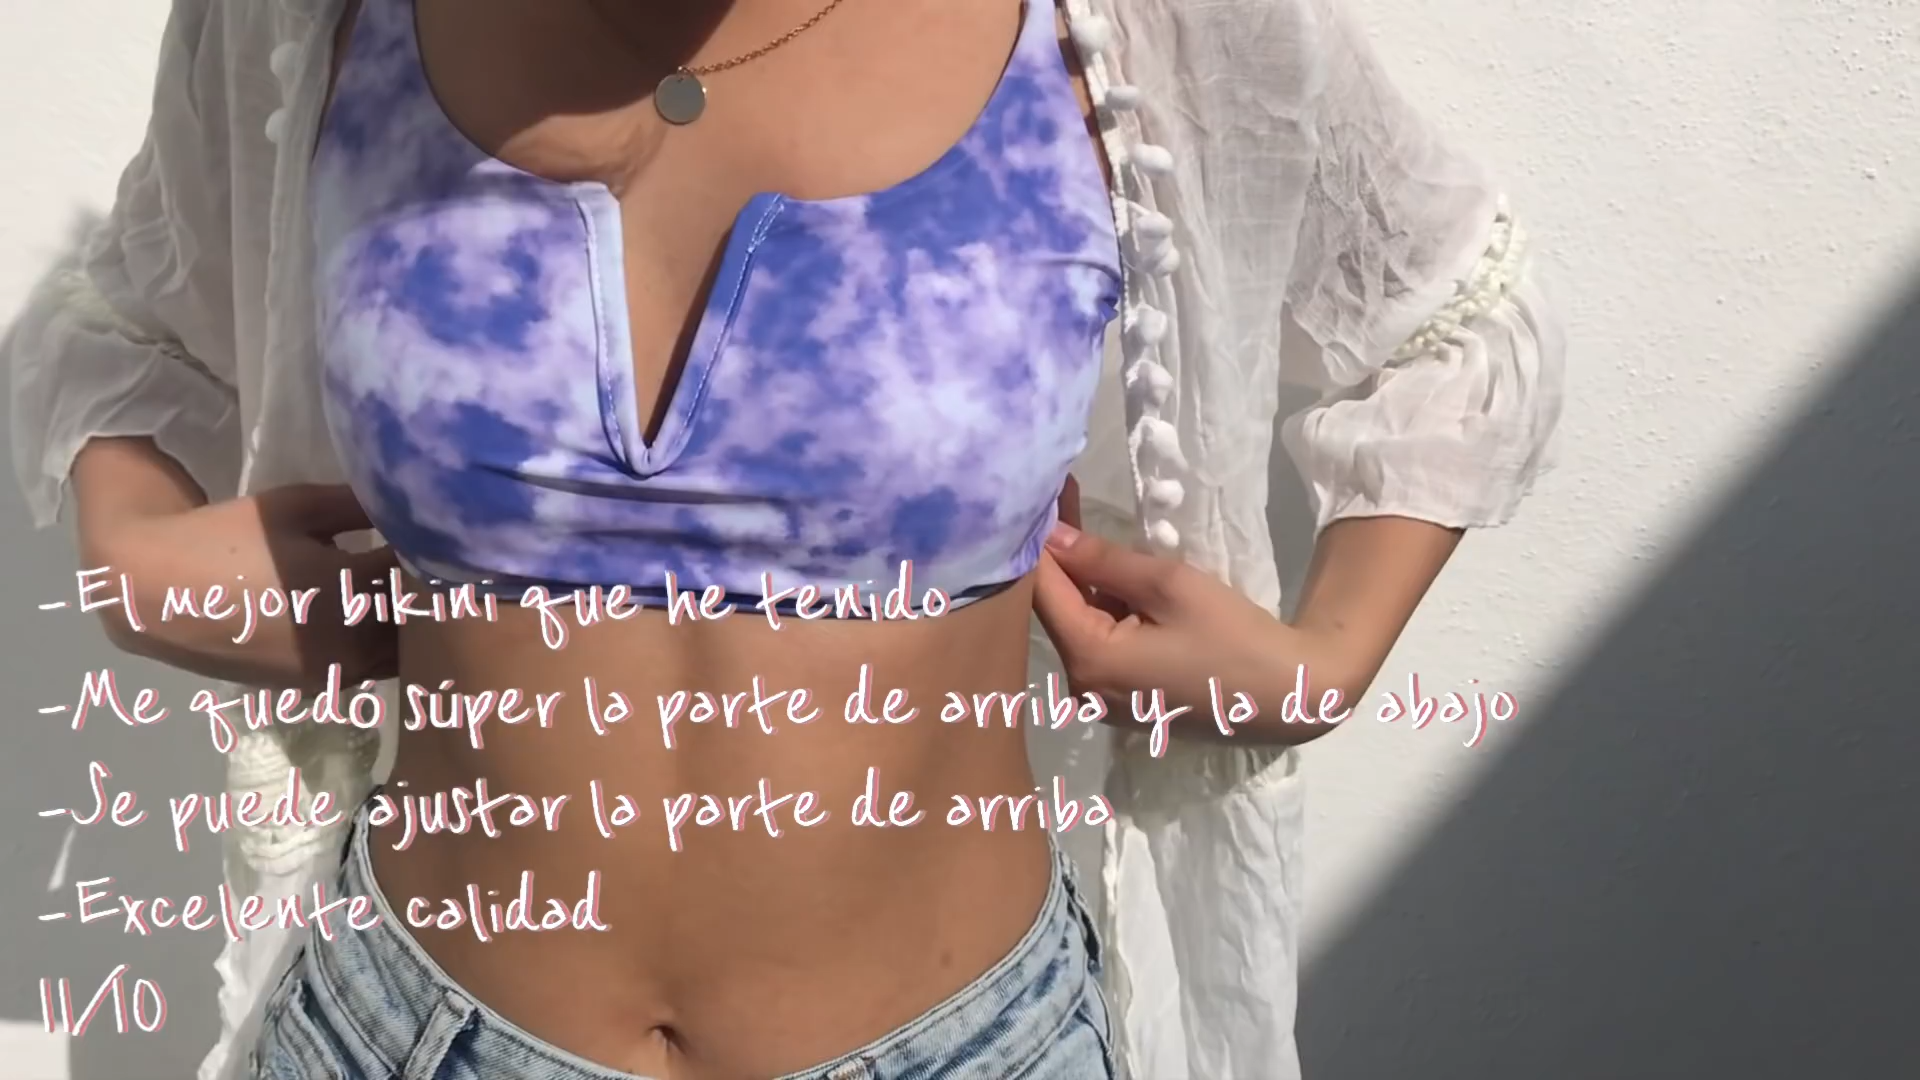 -El mejor bikini que he tenido
-Me quedó súper la parte de arriba y la de abajo
-Se puede ajustar la parte de arriba
-Excelente calidad
11/10